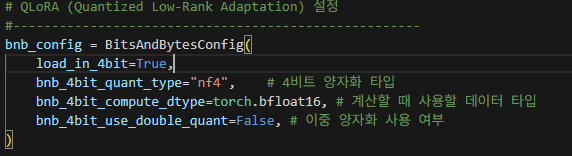 # QLoRA (Quantized Low-Rank Adaptation) 설정
#---------------------------------------------------
bnb_config = BitsAndBytesConfig(
    load_in_4bit=True,
    bnb_4bit_quant_type="nf4",    # 4비트 양자화 타입
    bnb_4bit_compute_dtype=torch.bfloat16, # 계산할 때 사용할 데이터 타입
    bnb_4bit_use_double_quant=False, # 이중 양자화 사용 여부
)